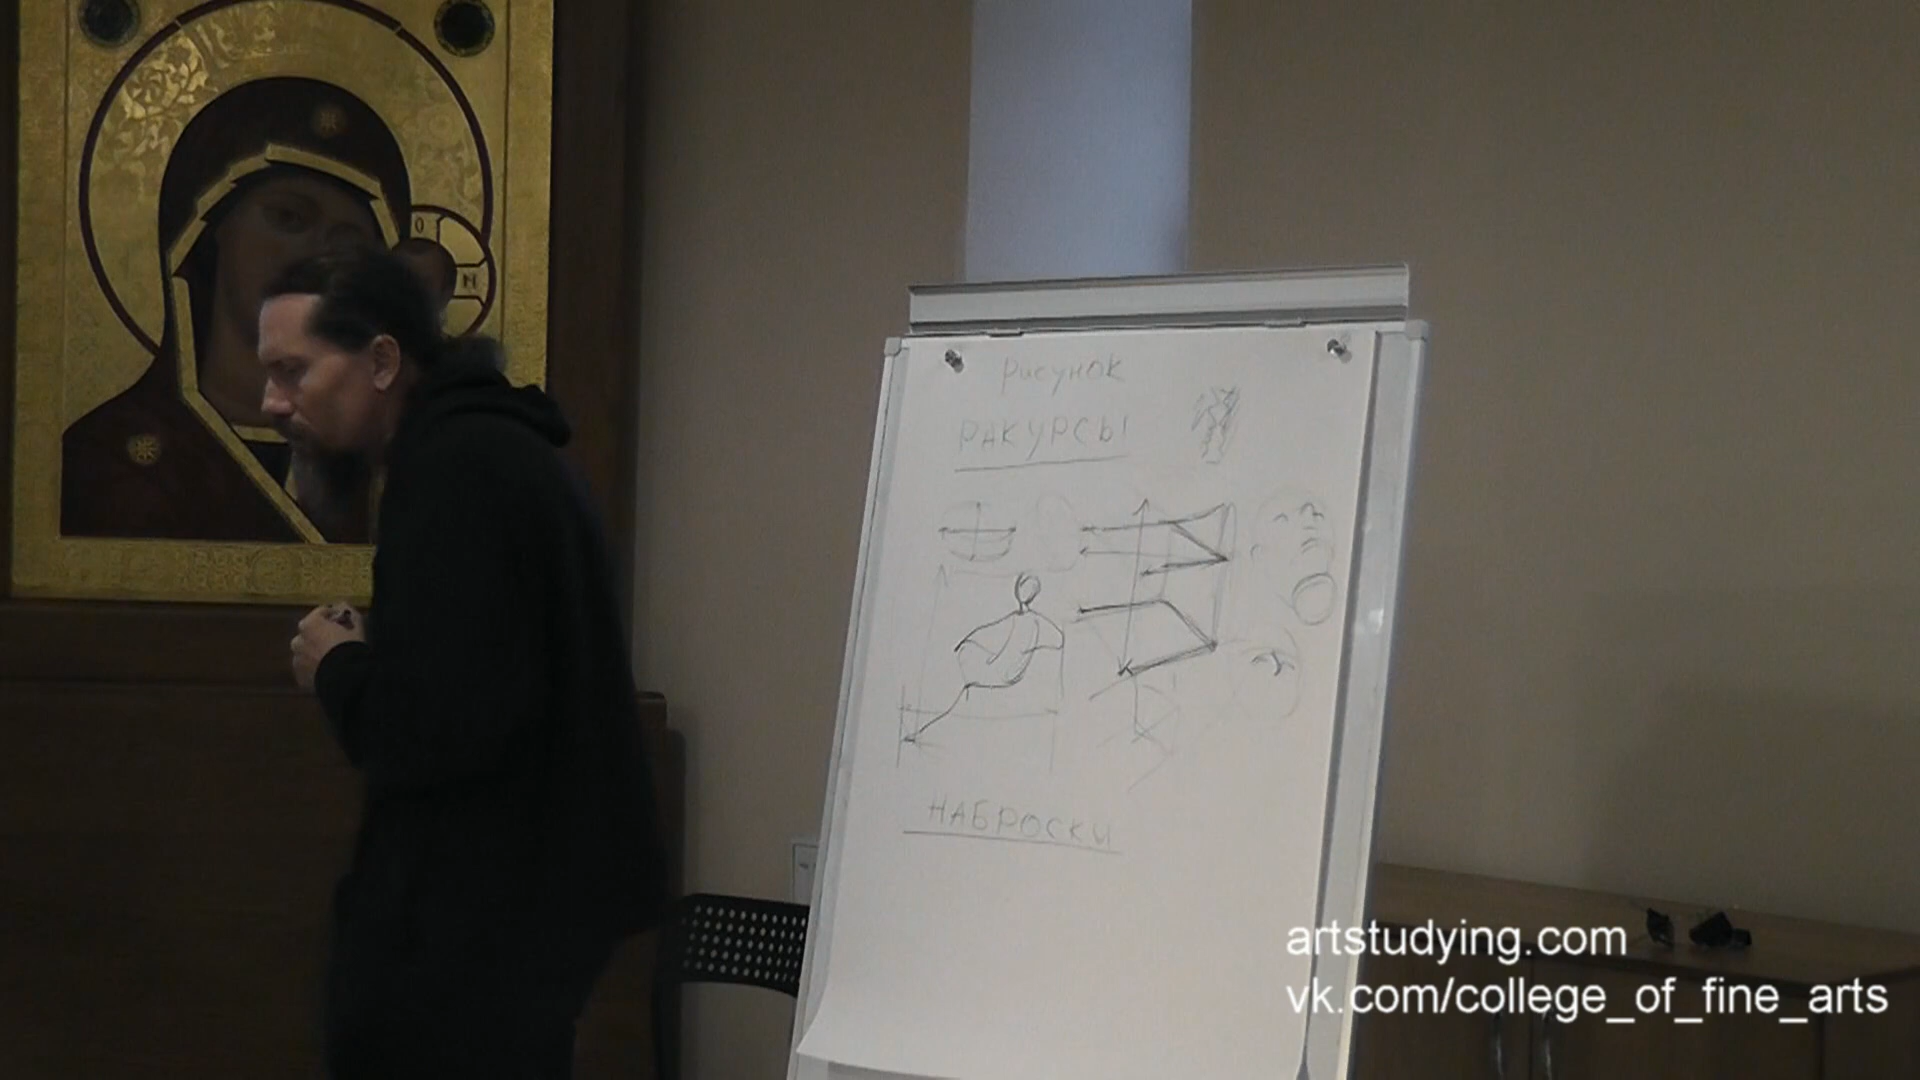 Рисунок
РАКУРСЫ
НАБРОСКИ
О
Н
artstudying.com
vk.com/college_of_fine_arts